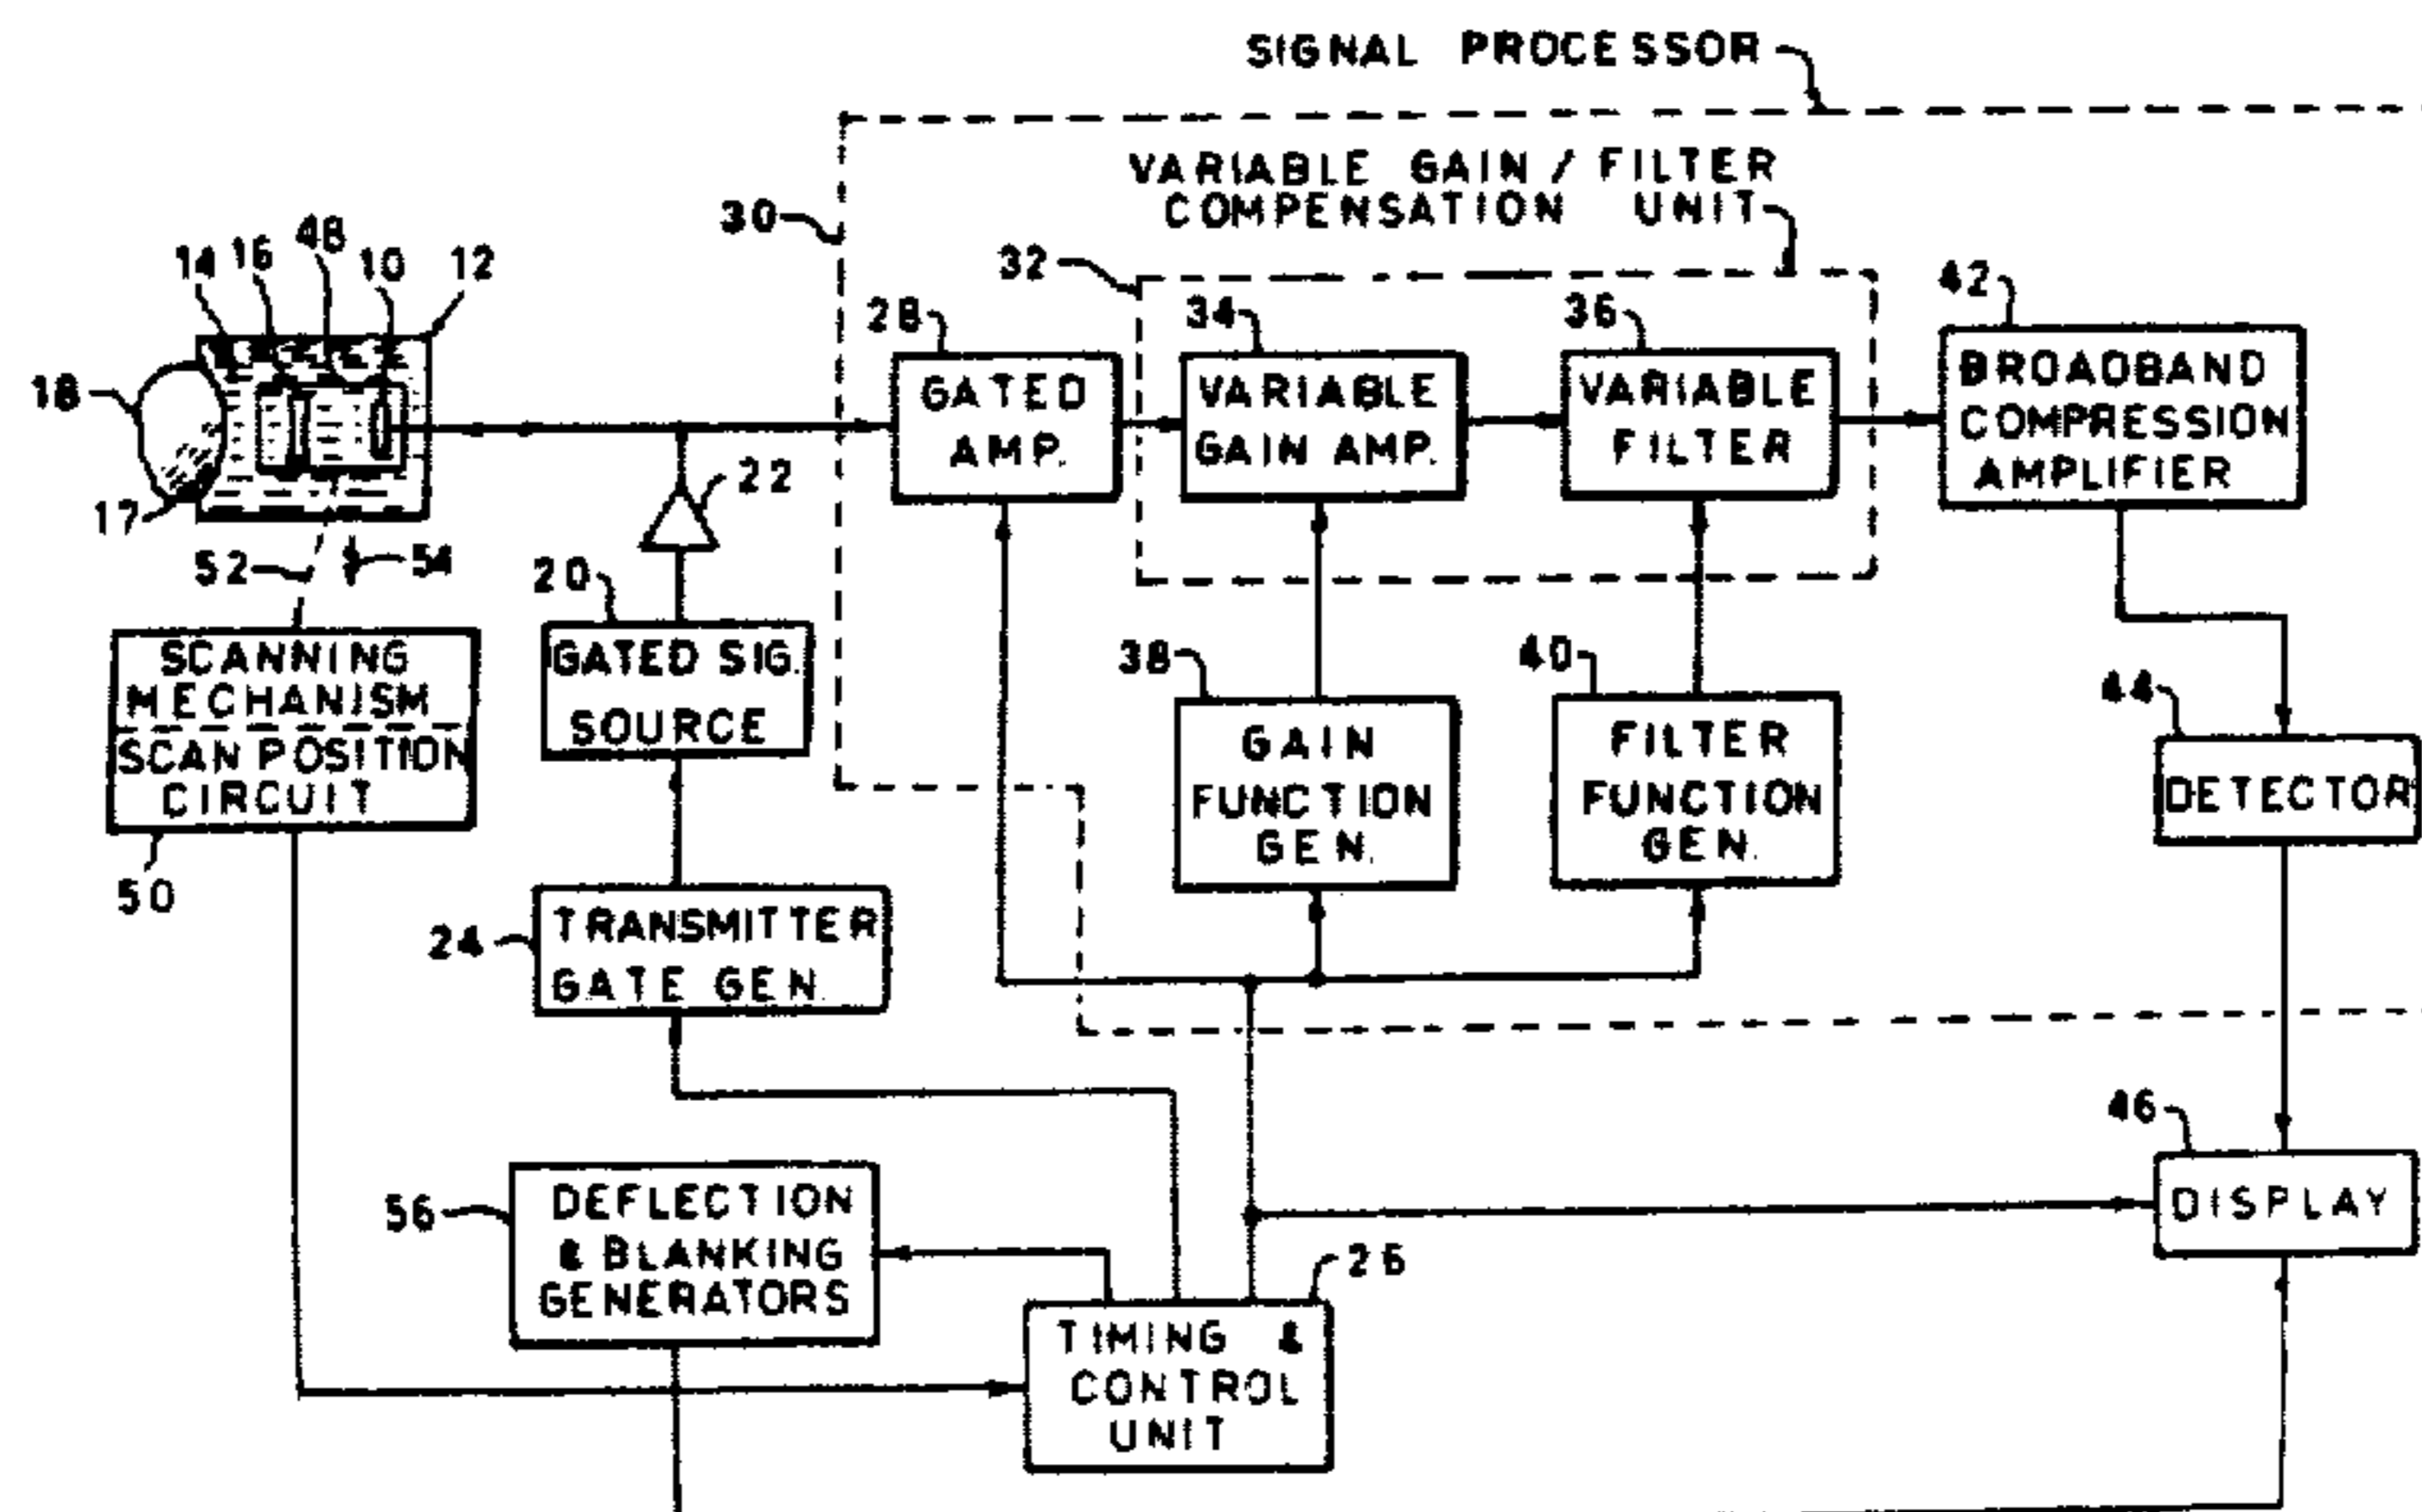 SIGNAL PROCESSOR
VARIABLE GAIN / FILTER
COMPENSATION UNIT
30
32
42
14 16 48 10 12
28
34
36
18
GATED
AMP.
VARIABLE
GAIN AMP.
VARIABLE
FILTER
BROADBAND
COMPRESSION
AMPLIFIER
22
17
52
54
20
SCANNING
MECHANISM
SCAN POSITION
CIRCUIT
GATED SIG.
SOURCE
38
40
44
GAIN
FUNCTION
GEN.
FILTER
FUNCTION
GEN.
DETECTOR
50
24
TRANSMITTER
GATE GEN.
46
56
DEFLECTION
& BLANKING
GENERATORS
DISPLAY
26
TIMING &
CONTROL
UNIT